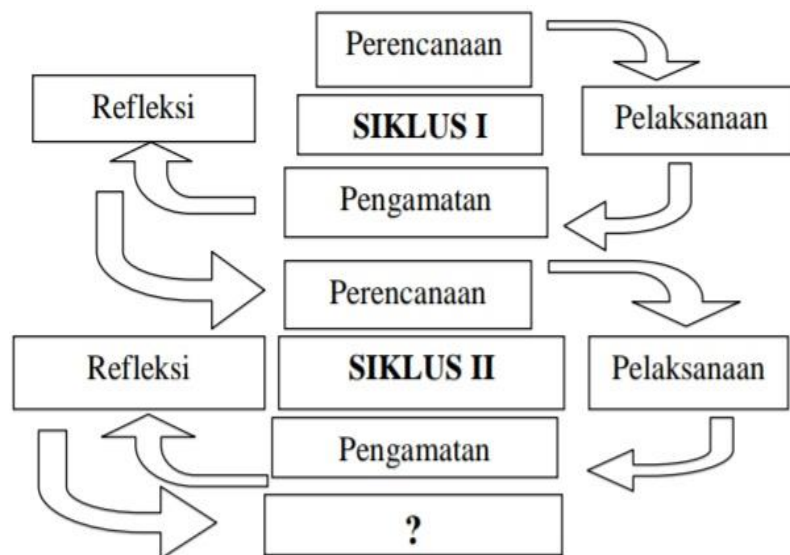 Perencanaan
Refleksi
SIKLUS I
Pelaksanaan
Pengamatan
Perencanaan
Refleksi
SIKLUS II
Pelaksanaan
Pengamatan
?